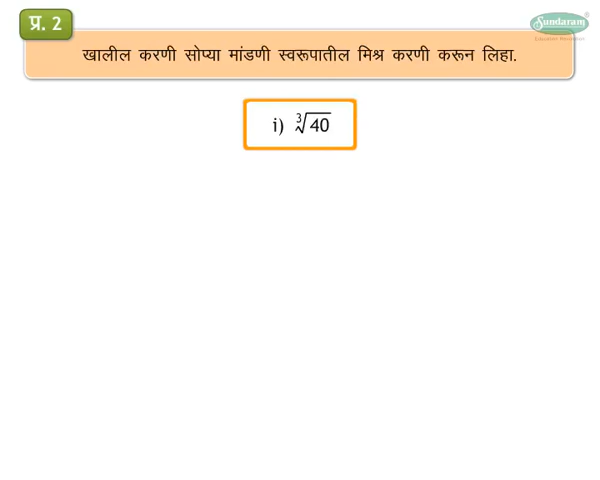 प्र. 2
Sundaram
खालील करणी सोप्या मांडणी स्वरूपातील मिश्र करणी करून लिहा.
i) ∛40